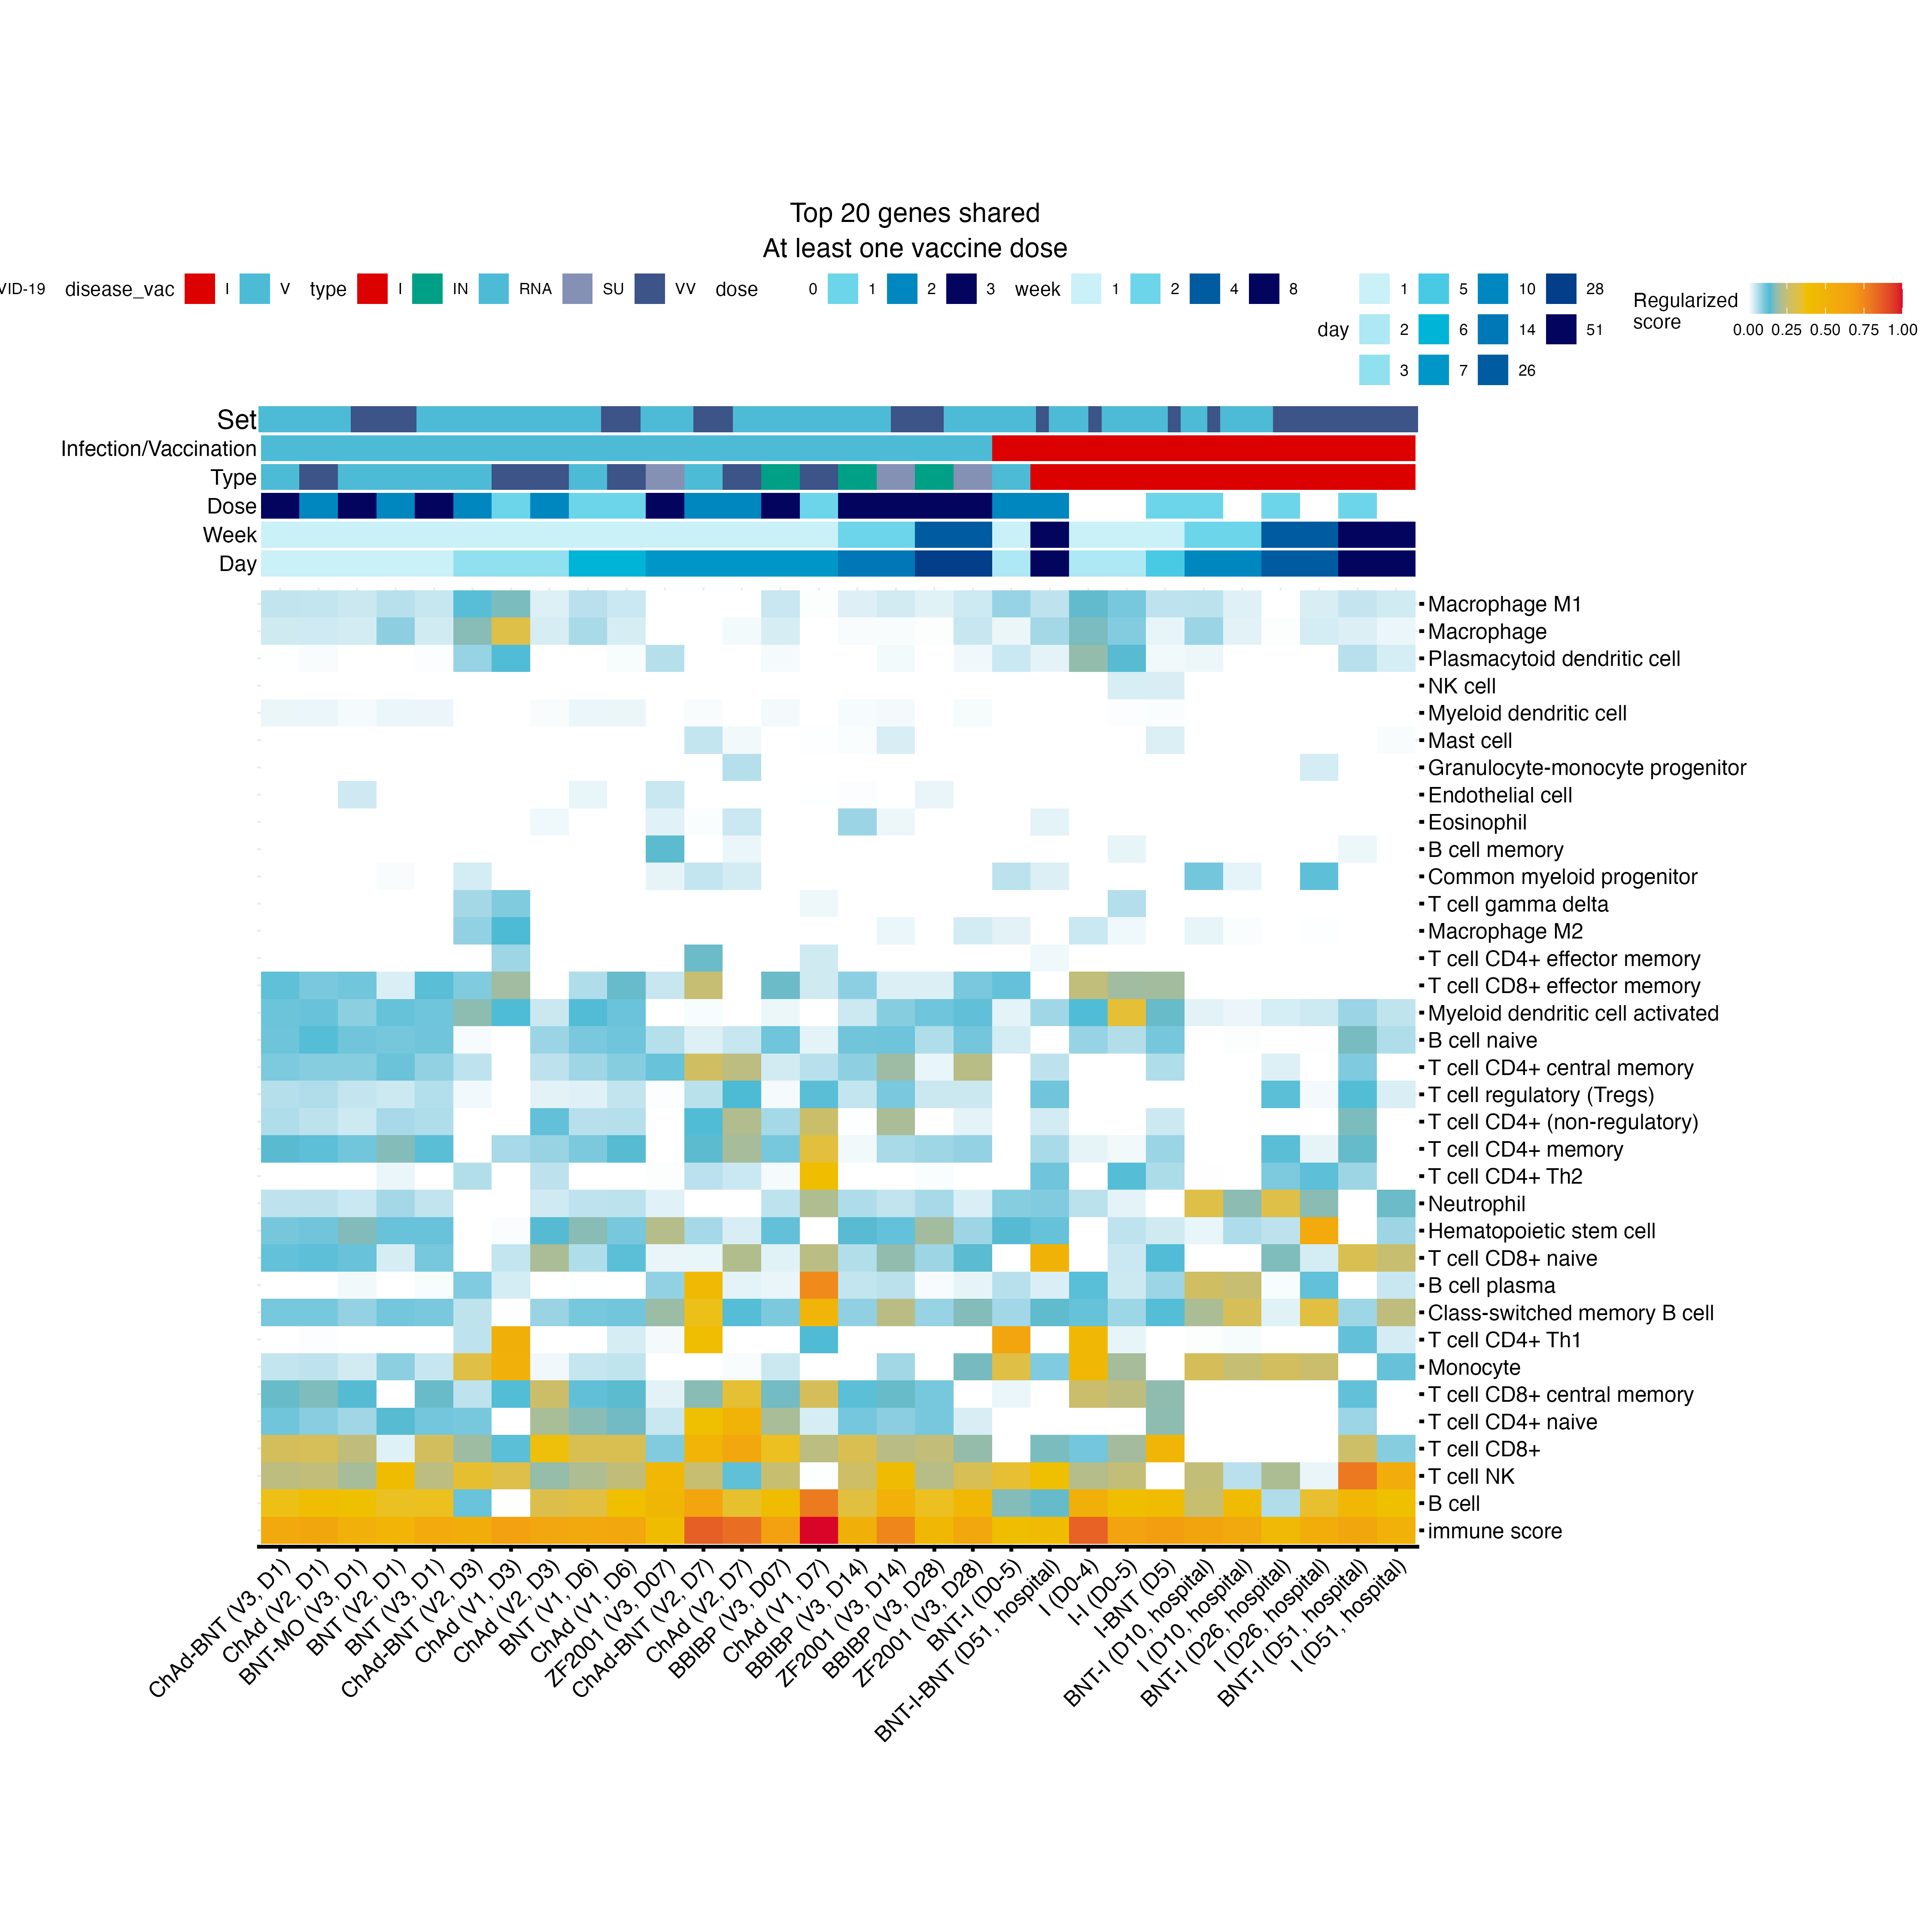 Top 20 genes shared
At least one vaccine dose
VID-19 disease_vac I V type I IN RNA SU VV dose 0 1 2 3 week 1 2 4 8
day 1 5 10 28
2 6 14 51
3 7 26
Regularized
score
0.00 0.25 0.50 0.75 1.00
Set
Infection/Vaccination
Type
Dose
Week
Day
Macrophage M1
Macrophage
Plasmacytoid dendritic cell
NK cell
Myeloid dendritic cell
Mast cell
Granulocyte-monocyte progenitor
Endothelial cell
Eosinophil
B cell memory
Common myeloid progenitor
T cell gamma delta
Macrophage M2
T cell CD4+ effector memory
T cell CD8+ effector memory
Myeloid dendritic cell activated
B cell naive
T cell CD4+ central memory
T cell regulatory (Tregs)
T cell CD4+ (non-regulatory)
T cell CD4+ memory
T cell CD4+ Th2
Neutrophil
Hematopoietic stem cell
T cell CD8+ naive
B cell plasma
Class-switched memory B cell
T cell CD4+ Th1
Monocyte
T cell CD8+ central memory
T cell CD4+ naive
T cell CD8+
T cell NK
B cell
immune score
ChAd-BNT (V3, D1)
ChAd (V2, D1)
BNT-MO (V3, D1)
BNT (V2, D1)
BNT (V3, D1)
ChAd-BNT (V2, D3)
ChAd (V1, D3)
ChAd (V2, D3)
BNT (V1, D6)
ChAd (V1, D6)
ZF2001 (V3, D07)
ChAd-BNT (V2, D7)
ChAd (V2, D7)
BBIBP (V3, D07)
ChAd (V1, D7)
BBIBP (V3, D14)
ZF2001 (V3, D14)
BBIBP (V3, D28)
ZF2001 (V3, D28)
BNT-I (D0-5)
BNT-I-BNT (D51, hospital)
I (D0-4)
I-I (D0-5)
I-BNT (D5)
BNT-I (D10, hospital)
I (D10, hospital)
BNT-I (D26, hospital)
I (D26, hospital)
BNT-I (D51, hospital)
I (D51, hospital)